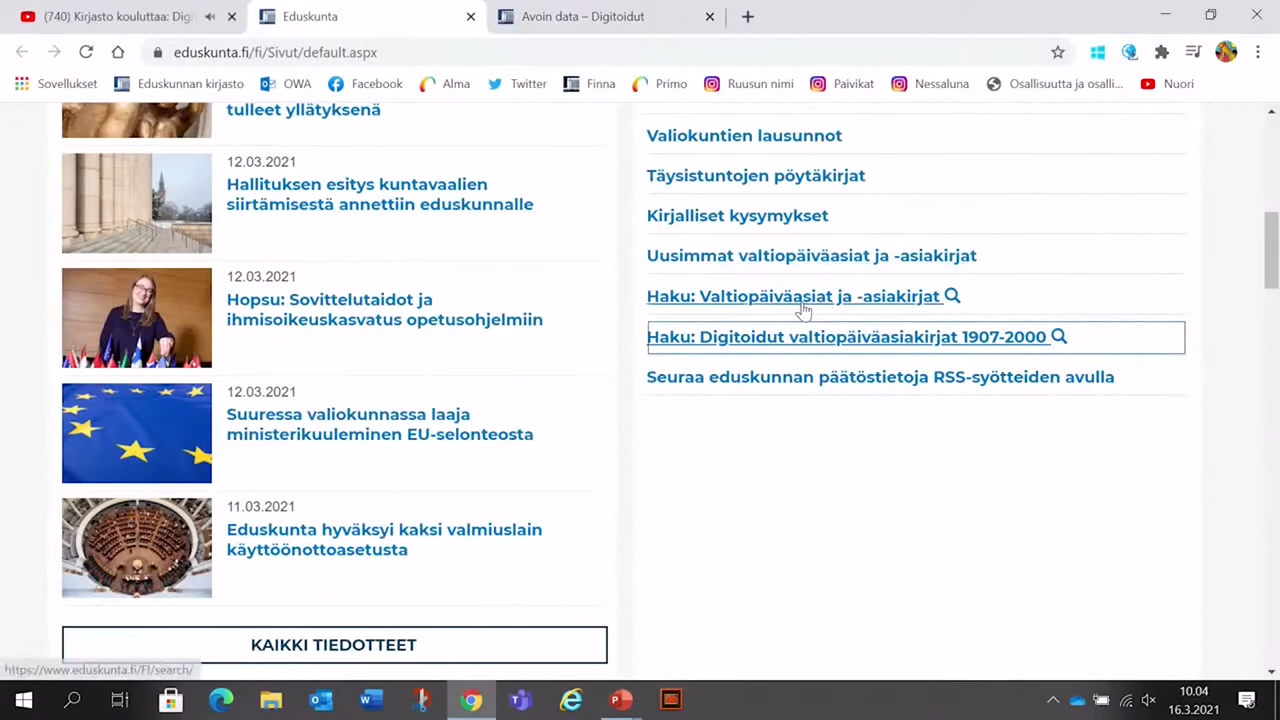 (740) Kirjasto kouluttaa: Digi
Eduskunta
Avoin data – Digitoidut
eduskunta.fi/fi/Sivut/default.aspx
Sovellukset
Eduskunnan kirjasto
OWA
Facebook
Alma
Twitter
Finna
Primo
Ruusun nimi
Paivikat
Nessaluna
Osallisuutta ja osalli...
Nuori
tulleet yllätyksenä
12.03.2021
Hallituksen esitys kuntavaalien
siirtämisestä annettiin eduskunnalle
12.03.2021
Hopsu: Sovittelutaidot ja
ihmisoikeuskasvatus opetusohjelmiin
12.03.2021
Suuressa valiokunnassa laaja
ministerikuuleminen EU-selonteosta
11.03.2021
Eduskunta hyväksyi kaksi valmiuslain
käyttöönottoasetusta
KAIKKI TIEDOTTEET
Valiokuntien lausunnot
Täysistuntojen pöytäkirjat
Kirjalliset kysymykset
Uusimmat valtiopäiväasiat ja -asiakirjat
Haku: Valtiopäiväasiat ja -asiakirjat
Haku: Digitoidut valtiopäiväasiakirjat 1907-2000
Seuraa eduskunnan päätöstietoja RSS-syötteiden avulla
https://www.eduskunta.fi/FI/search/
10.04
16.3.2021